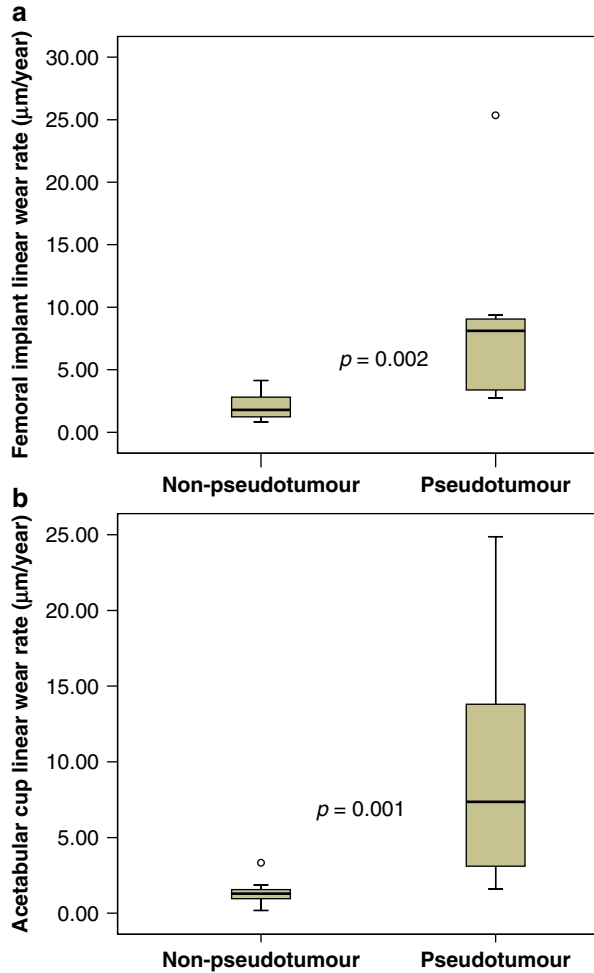 a
Femoral implant linear wear rate (μm/year)
30.00
25.00
20.00
15.00
10.00
5.00
0.00
p = 0.002
Non-pseudotumour Pseudotumour
b
Acetabular cup linear wear rate (μm/year)
25.00
20.00
15.00
10.00
5.00
0.00
p = 0.001
Non-pseudotumour Pseudotumour